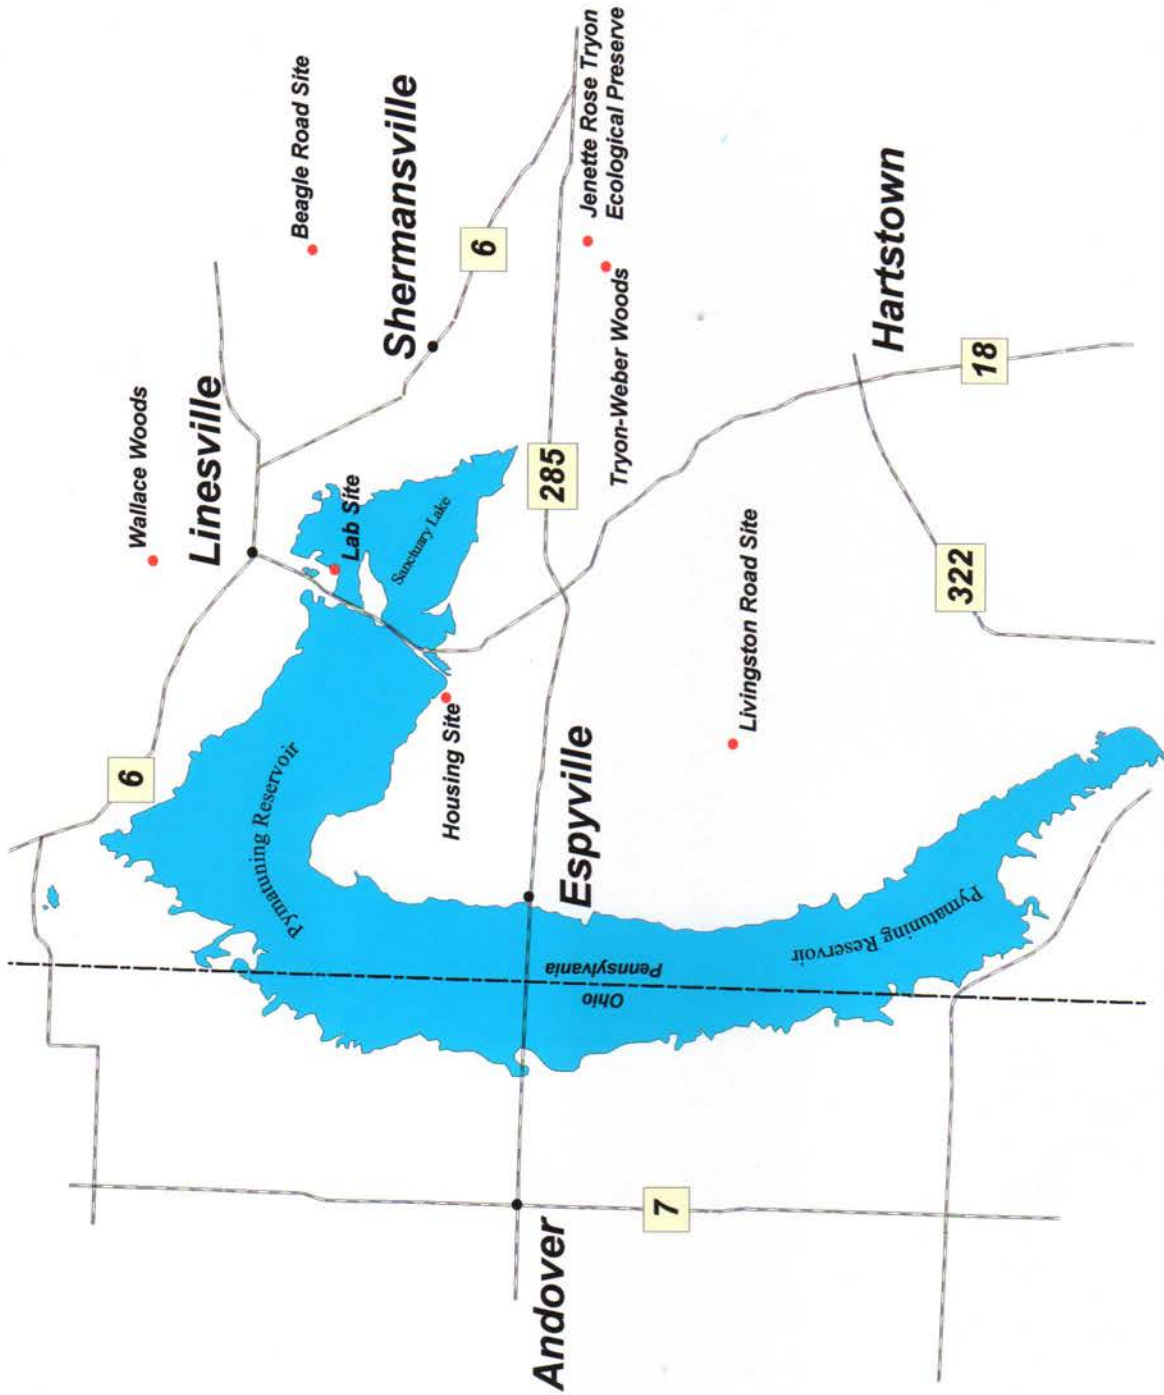 Wallace Woods
Beagle Road Site
Linesville
Shermansville
6
6
Lab Site
Sanctuary Lake
Pymatuning Reservoir
Housing Site
285
Jenette Rose Tryon
Ecological Preserve
Tryon-Weber Woods
Andover
Espyville
Ohio
Pennsylvania
7
Livingston Road Site
Pymatuning Reservoir
322
18
Hartstown